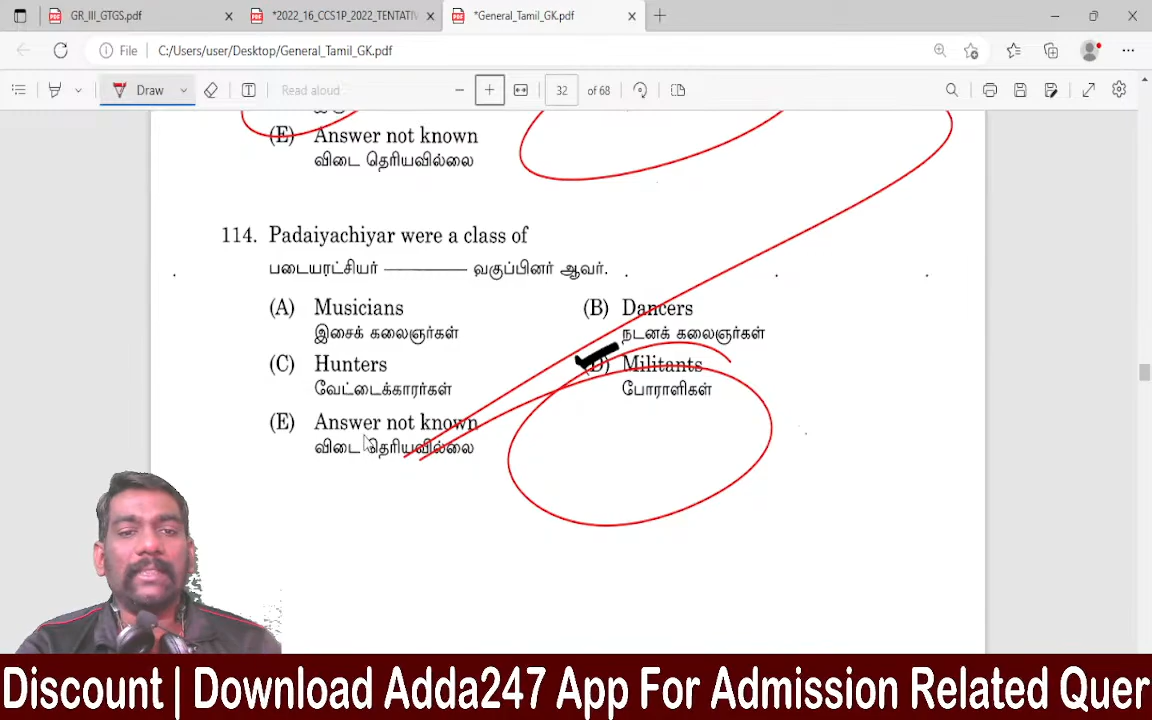 GR_III_GTGS.pdf
*2022_16_CCS1P_2022_TENTATIV
*General_Tamil_GK.pdf
File
C:/Users/user/Desktop/General_Tamil_GK.pdf
Draw
Read aloud
32 of 68
(E) Answer not known
விடை தெரியவில்லை
114. Padaiyachiyar were a class of
படையாட்சியர் ———— வகுப்பினர் ஆவர்.
(A) Musicians
இசைக் கலைஞர்கள்
(B) Dancers
நடனக் கலைஞர்கள்
(C) Hunters
வேட்டைக்காரர்கள்
(D) Militants
போராளிகள்
(E) Answer not known
விடை தெரியவில்லை
Discount | Download Adda247 App For Admission Related Quer